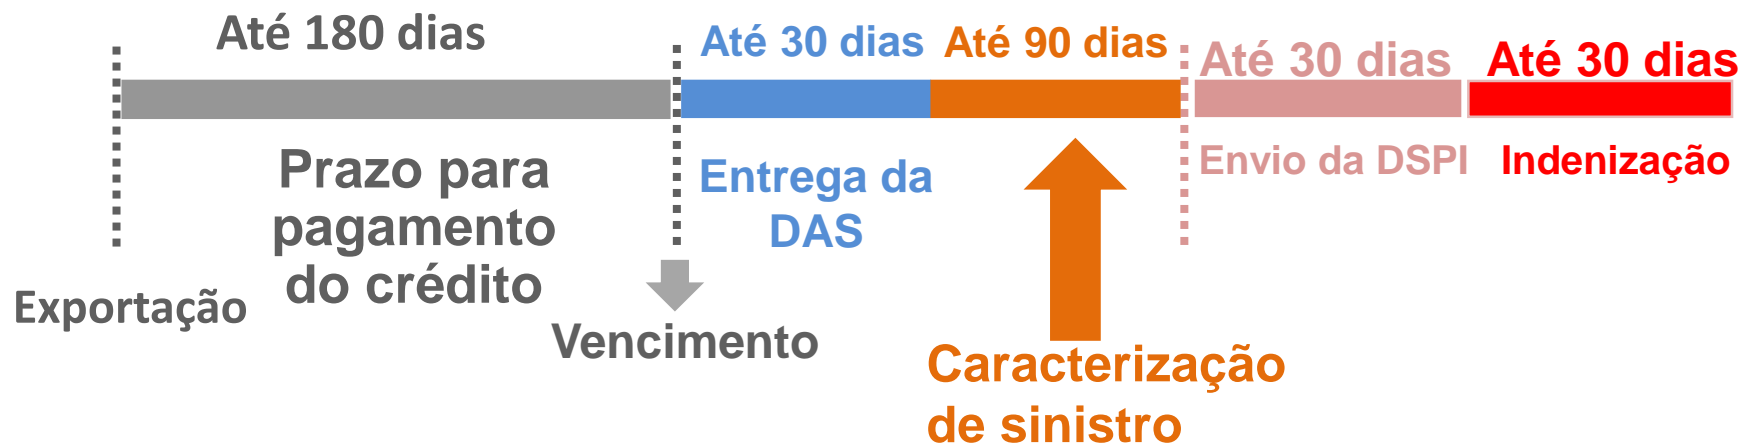 Até 180 dias
Até 30 dias
Até 90 dias
Até 30 dias
Até 30 dias
Prazo para
pagamento
do crédito
Entrega da
DAS
Envio da DSPI
Indenização
Exportação
Vencimento
Caracterização
de sinistro